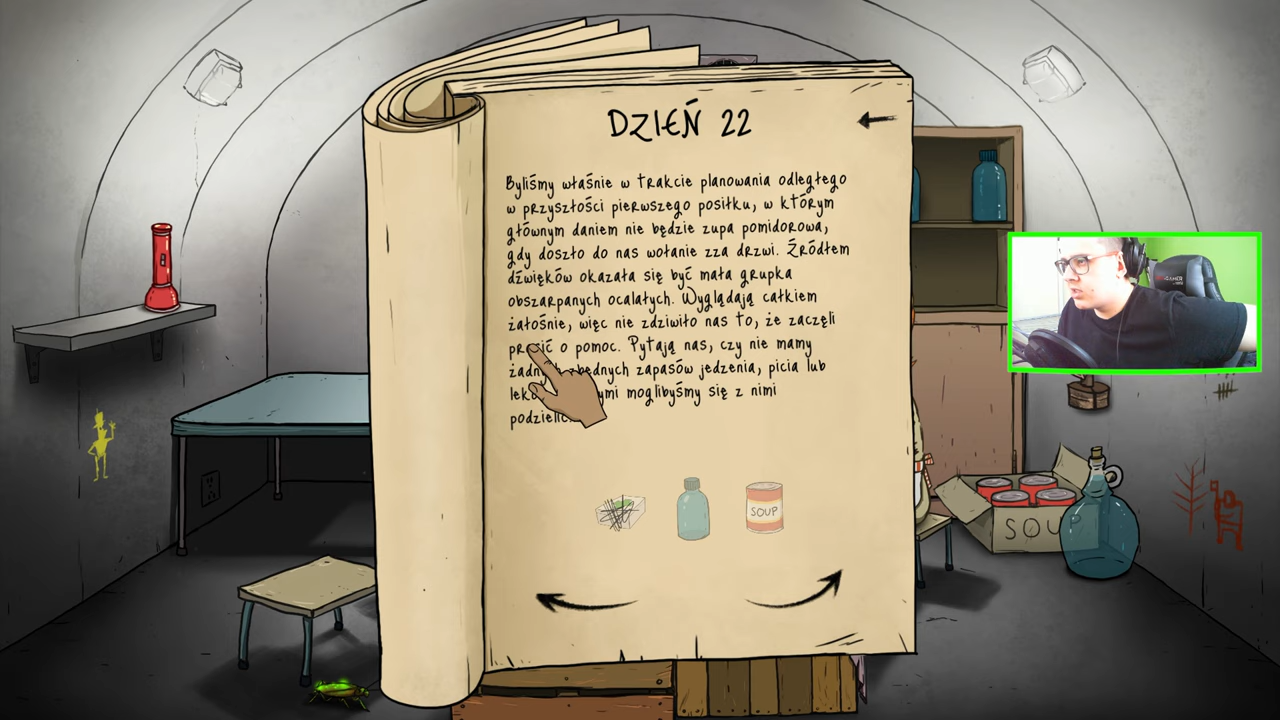 DZIEŃ 22
Byliśmy właśnie w trakcie planowania odległego
w przyszłości pierwszego posiłku, w którym
głównym daniem nie będzie zupa pomidorowa,
gdy doszło do nas wołanie zza drzwi. Źródłem
dźwięków okazała się być mała grupka
obszarpanych ocalałych. Wyglądają całkiem
żałośnie, więc nie zdziwiło nas to, że zaczęli
o pomoc. Pytają nas, czy nie mamy
zbędnych zapasów jedzenia, picia lub
moglibyśmy się z nimi
SOUP
SOUP